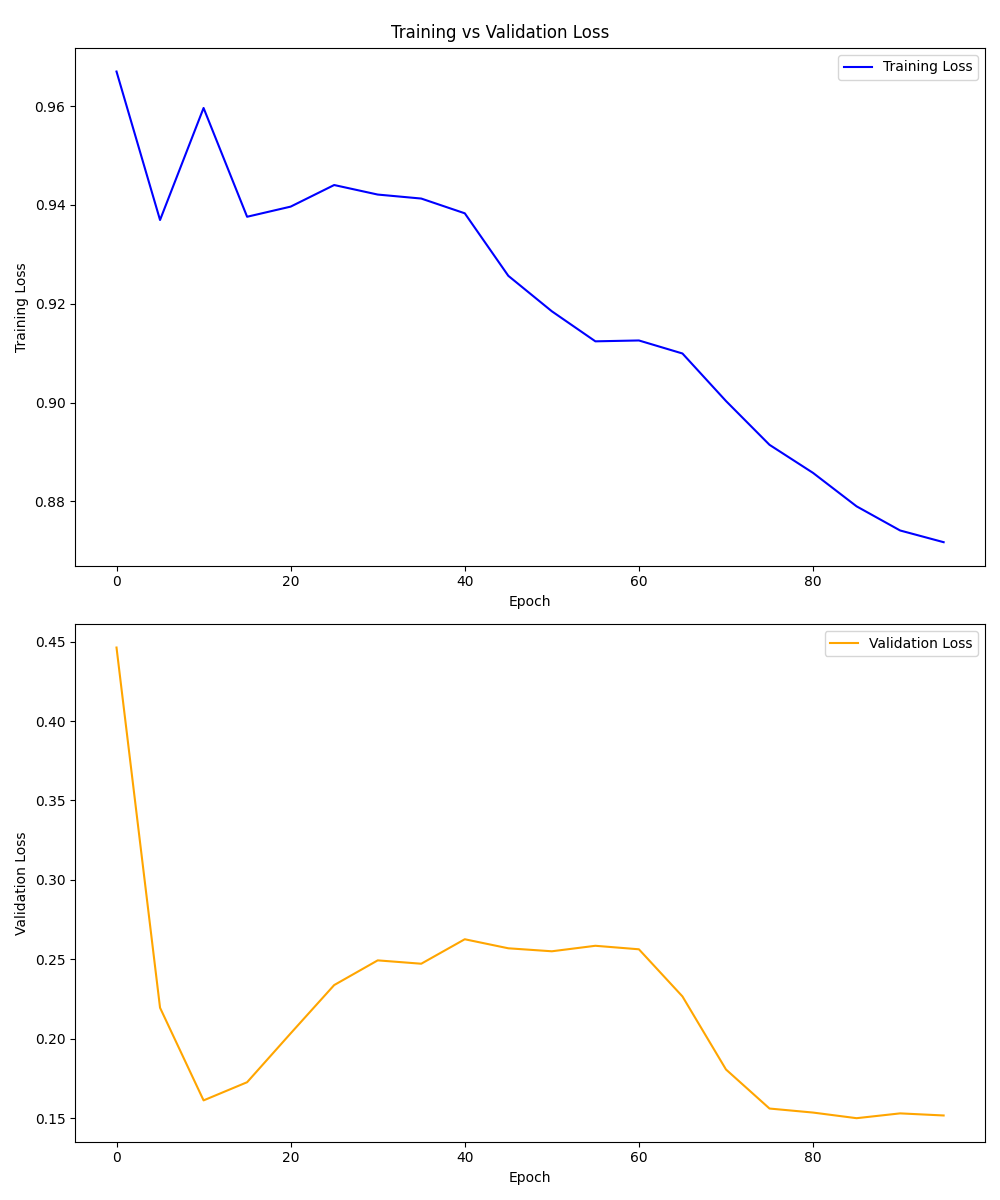 Training vs Validation Loss
Training Loss
0.96
0.94
0.92
0.90
0.88
Training Loss
0 20 40 60 80
Epoch
Validation Loss
0.45
0.40
0.35
0.30
0.25
0.20
0.15
Validation Loss
0 20 40 60 80
Epoch